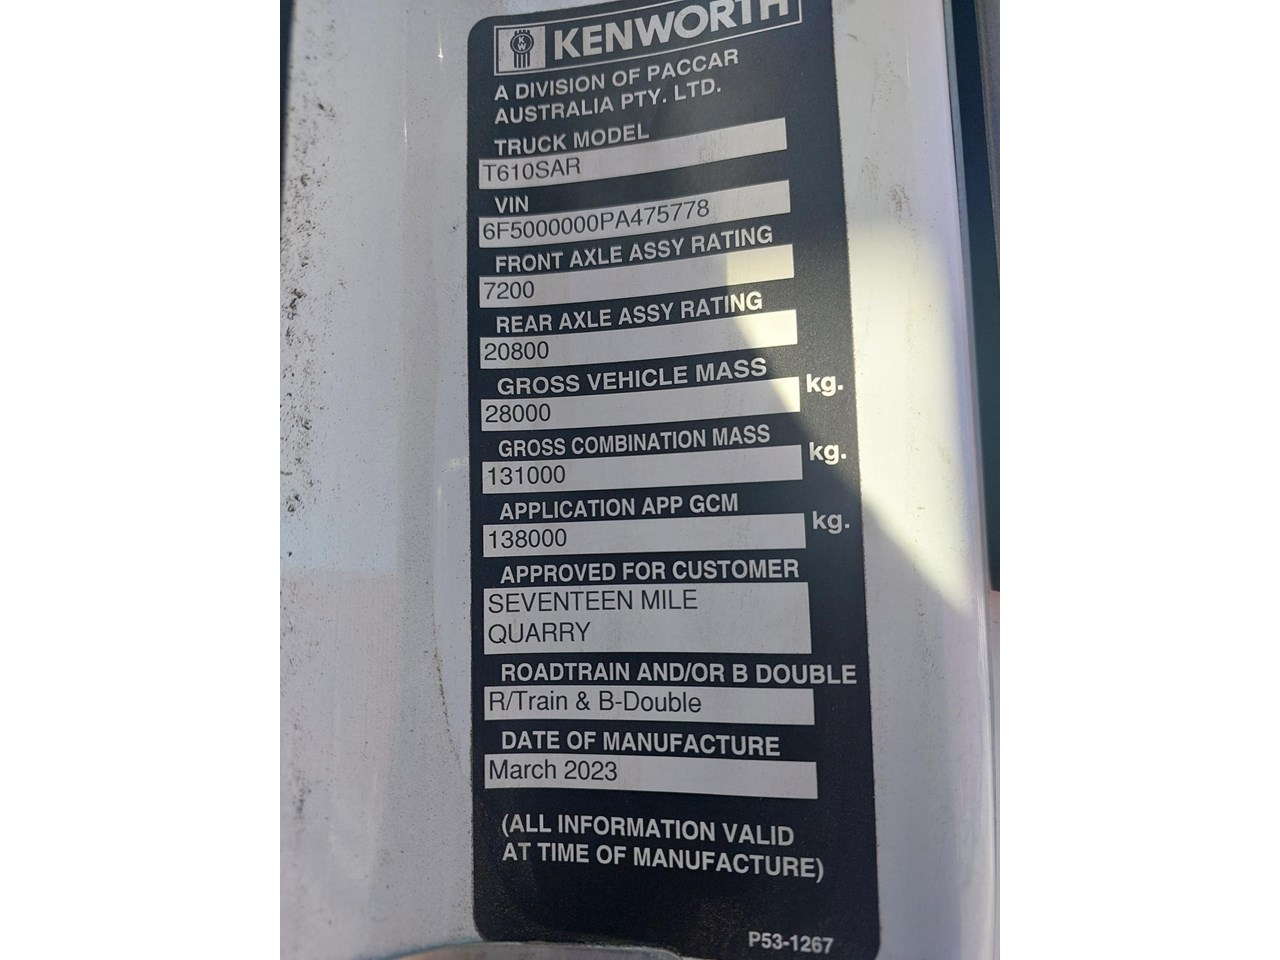 KW
KENWORTH
A DIVISION OF PACCAR
AUSTRALIA PTY. LTD.
TRUCK MODEL
T610SAR
VIN
6F5000000PA475778
FRONT AXLE ASSY RATING
7200
REAR AXLE ASSY RATING
20800
GROSS VEHICLE MASS
28000 kg.
GROSS COMBINATION MASS
131000 kg.
APPLICATION APP GCM
138000 kg.
APPROVED FOR CUSTOMER
SEVENTEEN MILE
QUARRY
ROADTRAIN AND/OR B DOUBLE
R/Train & B-Double
DATE OF MANUFACTURE
March 2023
(ALL INFORMATION VALID
AT TIME OF MANUFACTURE)
P53-1267